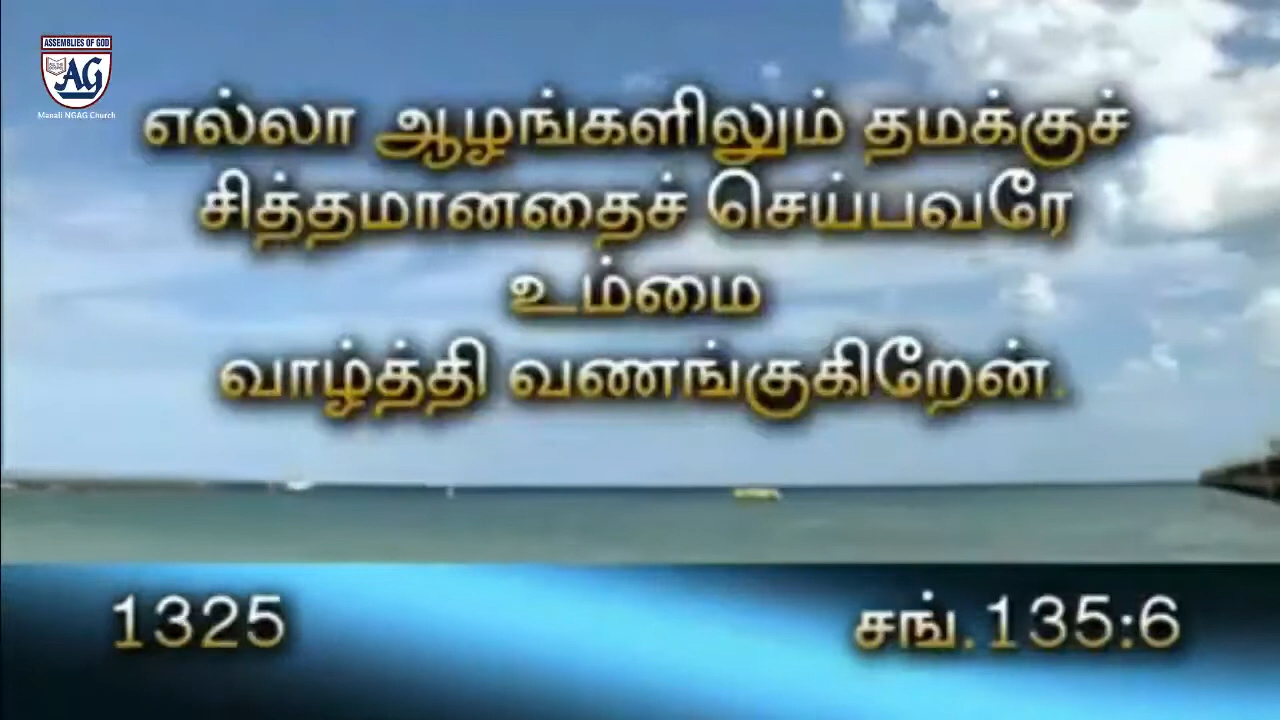 ASSEMBLIES OF GOD
AG
Manali NGAG Church
எல்லா ஆழங்களிலும் தமக்குச்
சித்தமானதைச் செய்பவரே
உம்மை
வாழ்த்தி வணங்குகிறேன்.
1325
சங்.135:6